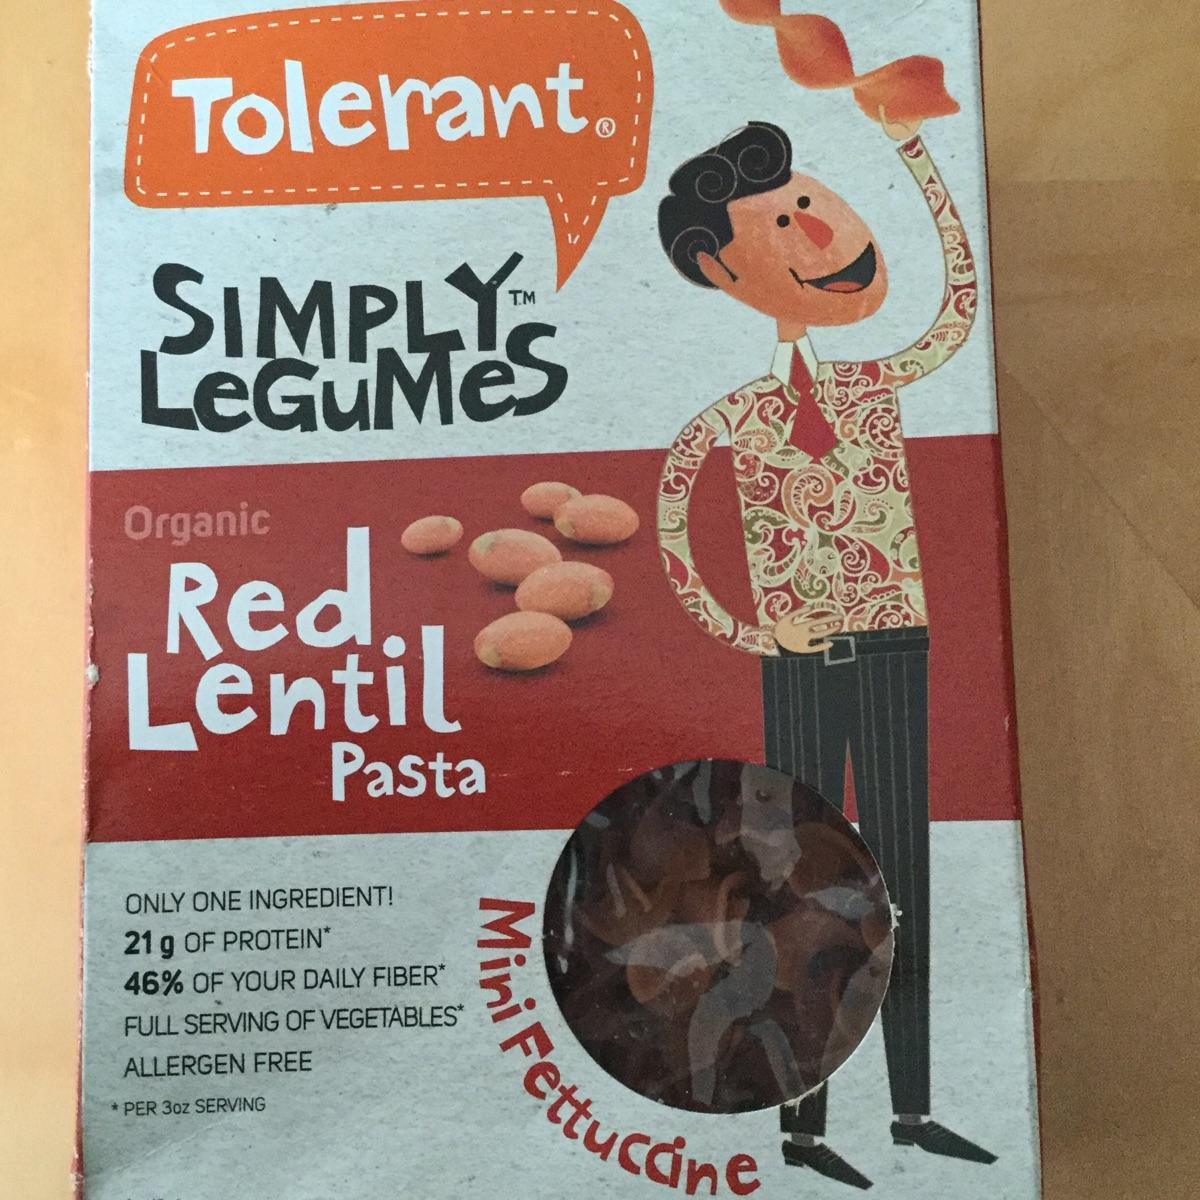 Tolerant®
SIMPLY™
LeGuMeS
Organic
Red
Lentil
Pasta
ONLY ONE INGREDIENT!
21 g OF PROTEIN*
46% OF YOUR DAILY FIBER*
FULL SERVING OF VEGETABLES*
ALLERGEN FREE
* PER 3oz SERVING
Mini Fettuccine